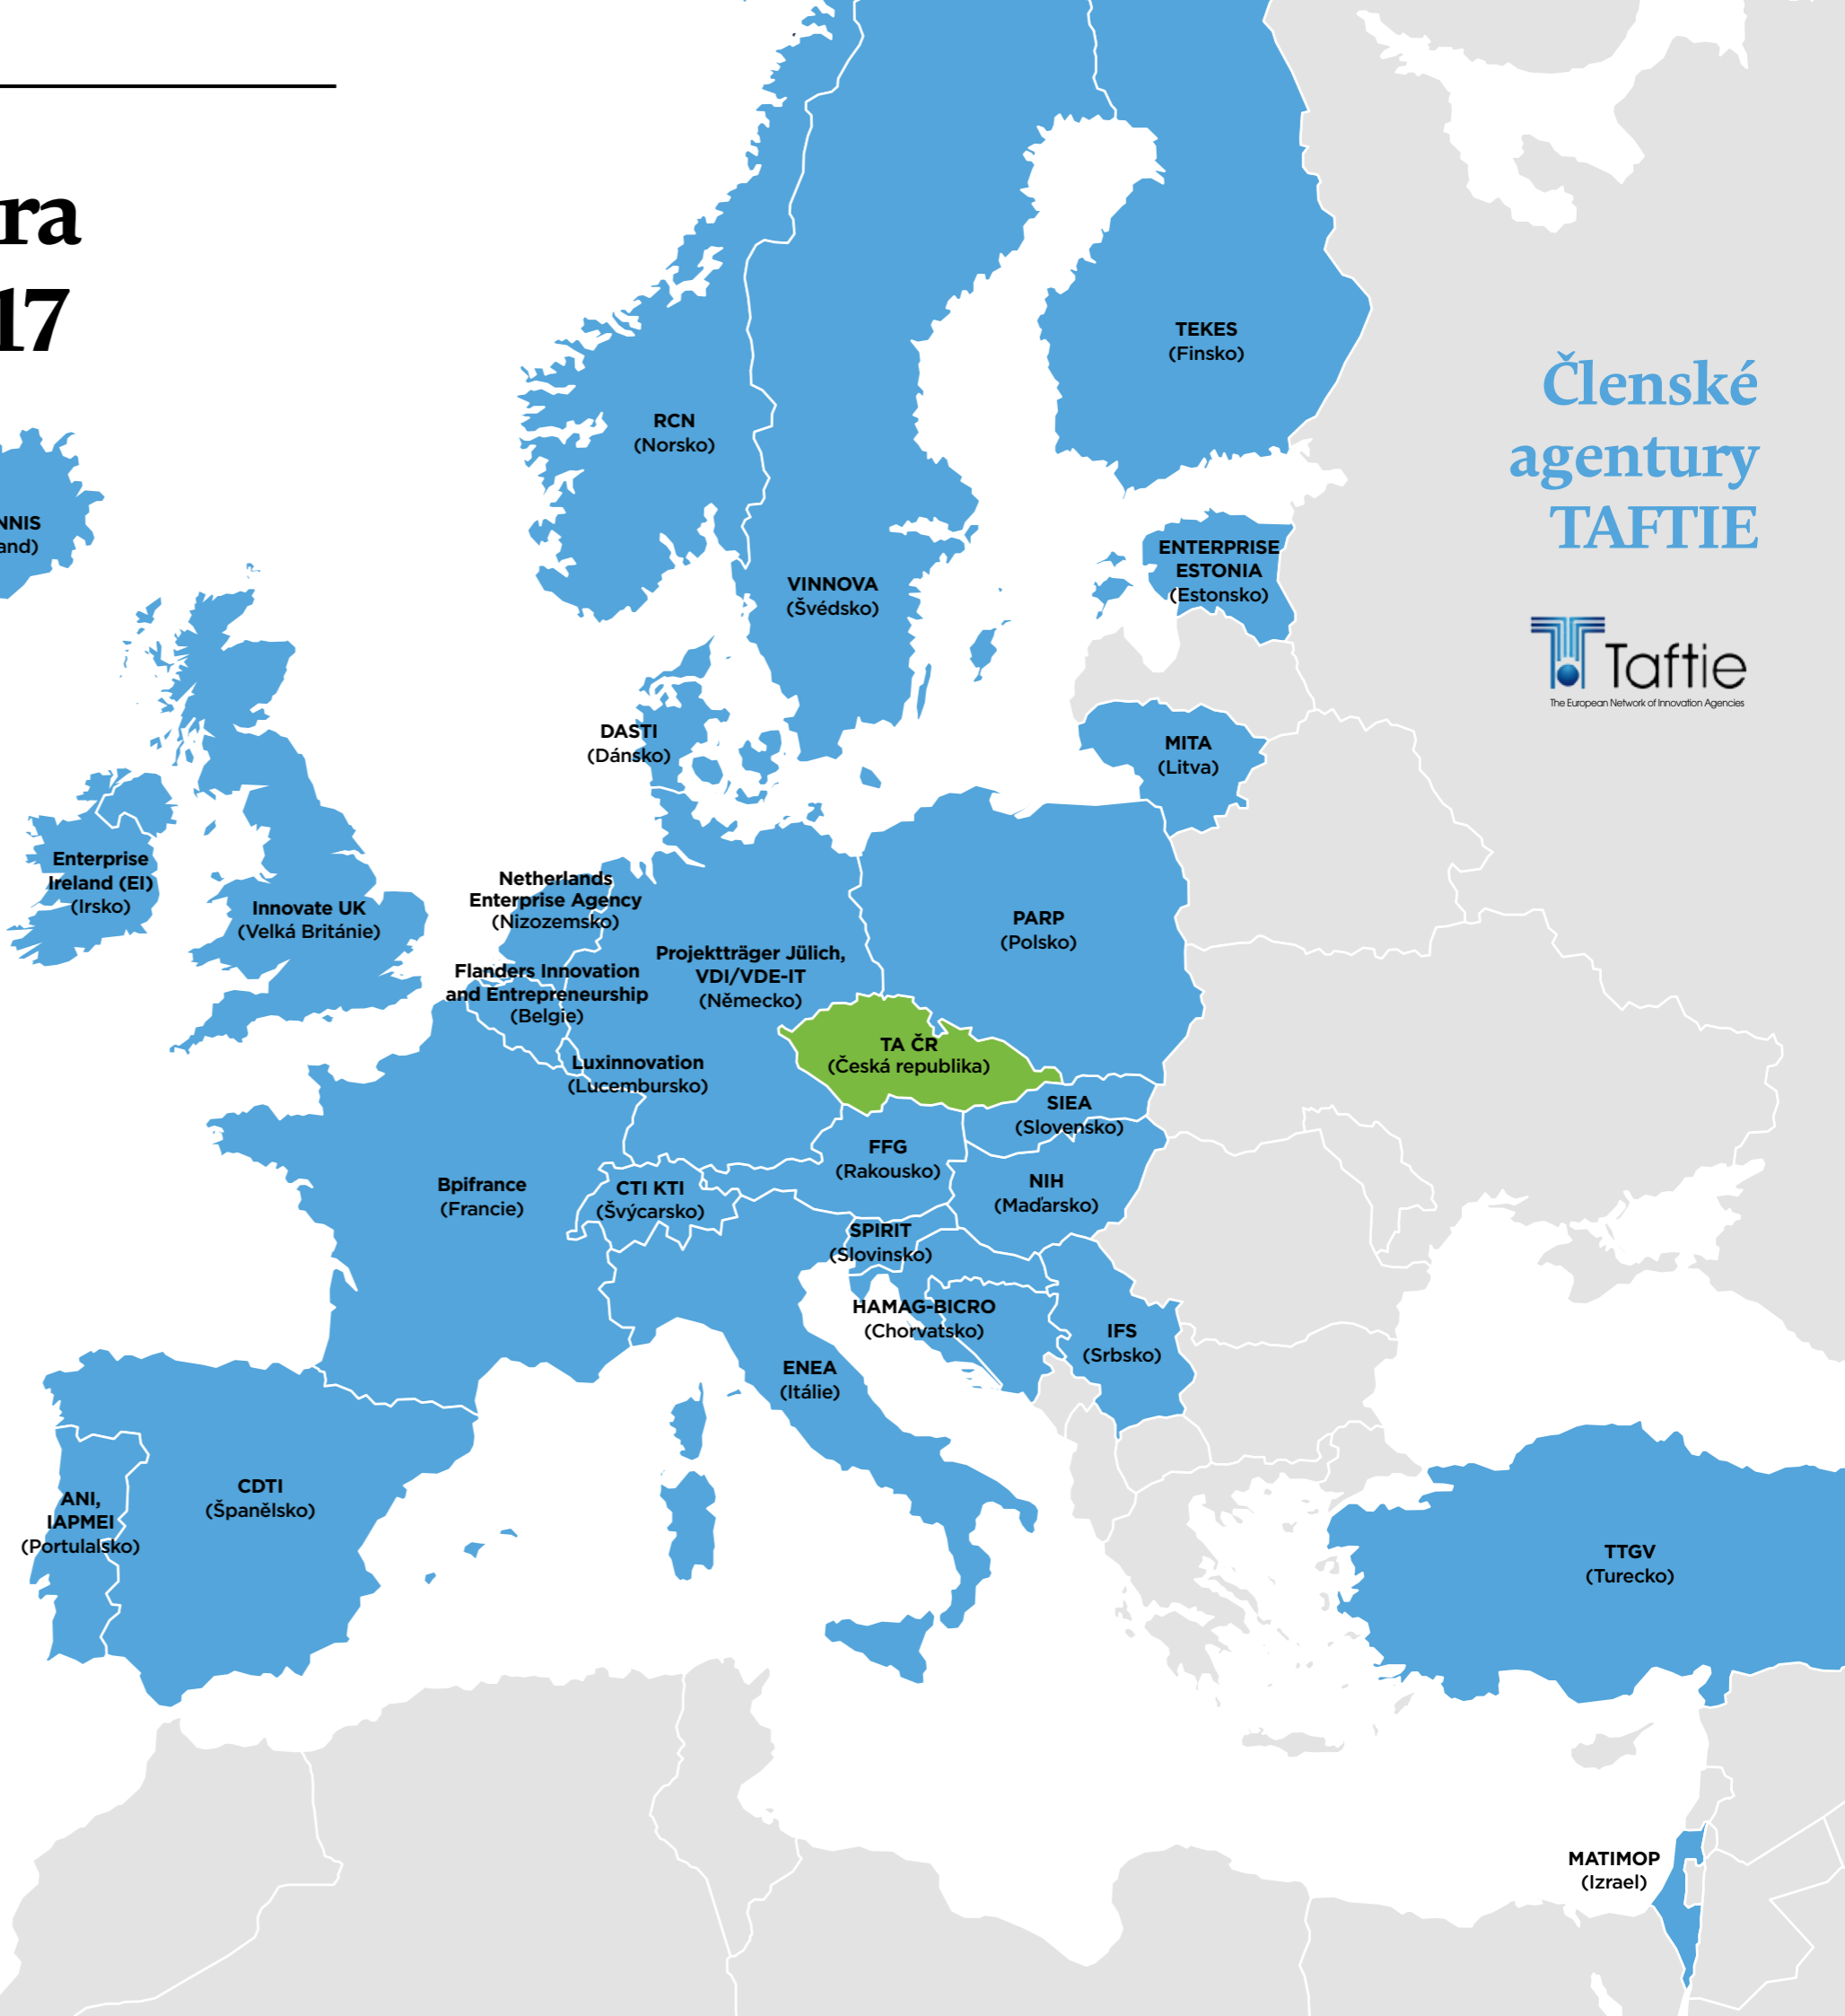 ra
17
Členské
agentury
TAFTIE
Taftie
The European Network of Innovation Agencies
NNIS
and)
RCN
(Norsko)
VINNOVA
(Švédsko)
TEKES
(Finsko)
ENTERPRISE
ESTONIA
(Estonsko)
DASTI
(Dánsko)
MITA
(Litva)
Enterprise
Ireland (EI)
(Irsko)
Innovate UK
(Velká Británie)
Netherlands
Enterprise Agency
(Nizozemsko)
Flanders Innovation
and Entrepreneurship
(Belgie)
Projektträger Jülich,
VDI/VDE-IT
(Německo)
PARP
(Polsko)
Luxinnovation
(Lucembursko)
TA ČR
(Česká republika)
SIEA
(Slovensko)
FFG
(Rakousko)
NIH
(Maďarsko)
Bpifrance
(Francie)
CTI KTI
(Švýcarsko)
SPIRIT
(Slovinsko)
HAMAG-BICRO
(Chorvatsko)
IFS
(Srbsko)
ENEA
(Itálie)
ANI,
IAPMEI
(Portulalsko)
CDTI
(Španělsko)
TTGV
(Turecko)
MATIMOP
(Izrael)